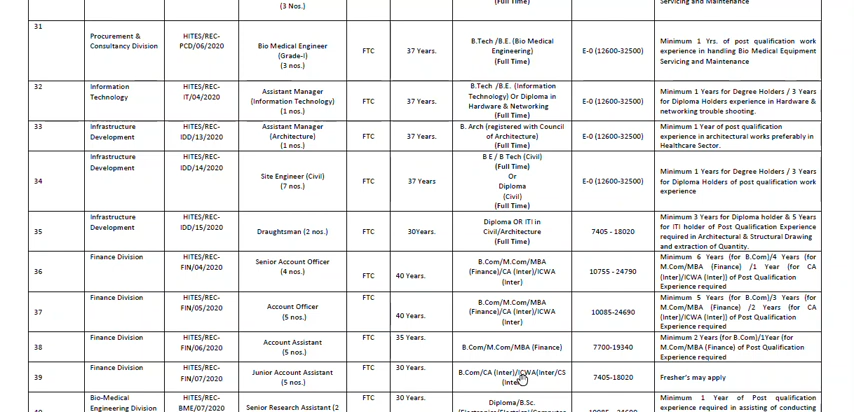 (3 Nos.)
(Full Time)
Servicing and Maintenance
31
Procurement &
Consultancy Division
HITES/REC-
PCD/06/2020
Bio Medical Engineer
(Grade-I)
(3 nos.)
FTC
37 Years.
B.Tech /B.E. (Bio Medical
Engineering)
(Full Time)
E-0 (12600-32500)
Minimum 1 Yrs. of post qualification work
experience in handling Bio Medical Equipment
Servicing and Maintenance
32
Information
Technology
HITES/REC-
IT/04/2020
Assistant Manager
(Information Technology)
(1 nos.)
FTC
37 Years.
B.Tech /B.E. (Information
Technology) Or Diploma in
Hardware & Networking
(Full Time)
E-0 (12600-32500)
Minimum 1 Years for Degree Holders / 3 Years
for Diploma Holders experience in Hardware &
networking trouble shooting.
33
Infrastructure
Development
HITES/REC-
IDD/13/2020
Assistant Manager
(Architecture)
(1 nos.)
FTC
37 Years.
B. Arch (registered with Council
of Architecture)
(Full Time)
E-0 (12600-32500)
Minimum 1 Year of post qualification
experience in architectural works preferably in
Healthcare Sector.
34
Infrastructure
Development
HITES/REC-
IDD/14/2020
Site Engineer (Civil)
(7 nos.)
FTC
37 Years
B E / B Tech (Civil)
(Full Time)
Or
Diploma
(Civil)
(Full Time)
E-0 (12600-32500)
Minimum 1 Years for Degree Holders / 3 Years
for Diploma Holders of post qualification work
experience
35
Infrastructure
Development
HITES/REC-
IDD/15/2020
Draughtsman (2 nos.)
FTC
30Years.
Diploma OR ITI in
Civil/Architecture
(Full Time)
7405 - 18020
Minimum 3 Years for Diploma holder & 5 Years
for ITI holder of Post Qualification Experience
required in Architectural & Structural Drawing
and extraction of Quantity.
36
Finance Division
HITES/REC-
FIN/04/2020
Senior Account Officer
(4 nos.)
FTC
40 Years.
B.Com/M.Com/MBA
(Finance)/CA (Inter)/ICWA
(Inter)
10755 - 24790
Minimum 6 Years (for B.Com)/4 Years (for
M.Com/MBA (Finance) /1 Year (for CA
(Inter)/ICWA (Inter)) of Post Qualification
Experience required
37
Finance Division
HITES/REC-
FIN/05/2020
Account Officer
(5 nos.)
FTC
40 Years.
B.Com/M.Com/MBA
(Finance)/CA (Inter)/ICWA
(Inter)
10085-24690
Minimum 5 Years (for B.Com)/3 Years (for
M.Com/MBA (Finance) /2 Years (for CA
(Inter)/ICWA (Inter)) of Post Qualification
Experience required
38
Finance Division
HITES/REC-
FIN/06/2020
Account Assistant
(5 nos.)
FTC
35 Years.
B.Com/M.Com/MBA (Finance)
7700-19340
Minimum 2 Years (for B.Com)/1Year (for
M.Com/MBA (Finance) of Post Qualification
Experience required
39
Finance Division
HITES/REC-
FIN/07/2020
Junior Account Assistant
(5 nos.)
FTC
30 Years.
B.Com/CA (Inter)/ICWA(Inter/CS
7405-18020
Fresher's may apply
Bio-Medical
Engineering Division
HITES/REC-
BME/07/2020
Senior Research Assistant (2
FTC
30 Years.
Diploma/B.Sc.
Minimum 1 Year of post qualification
experience required in assisting of conducting